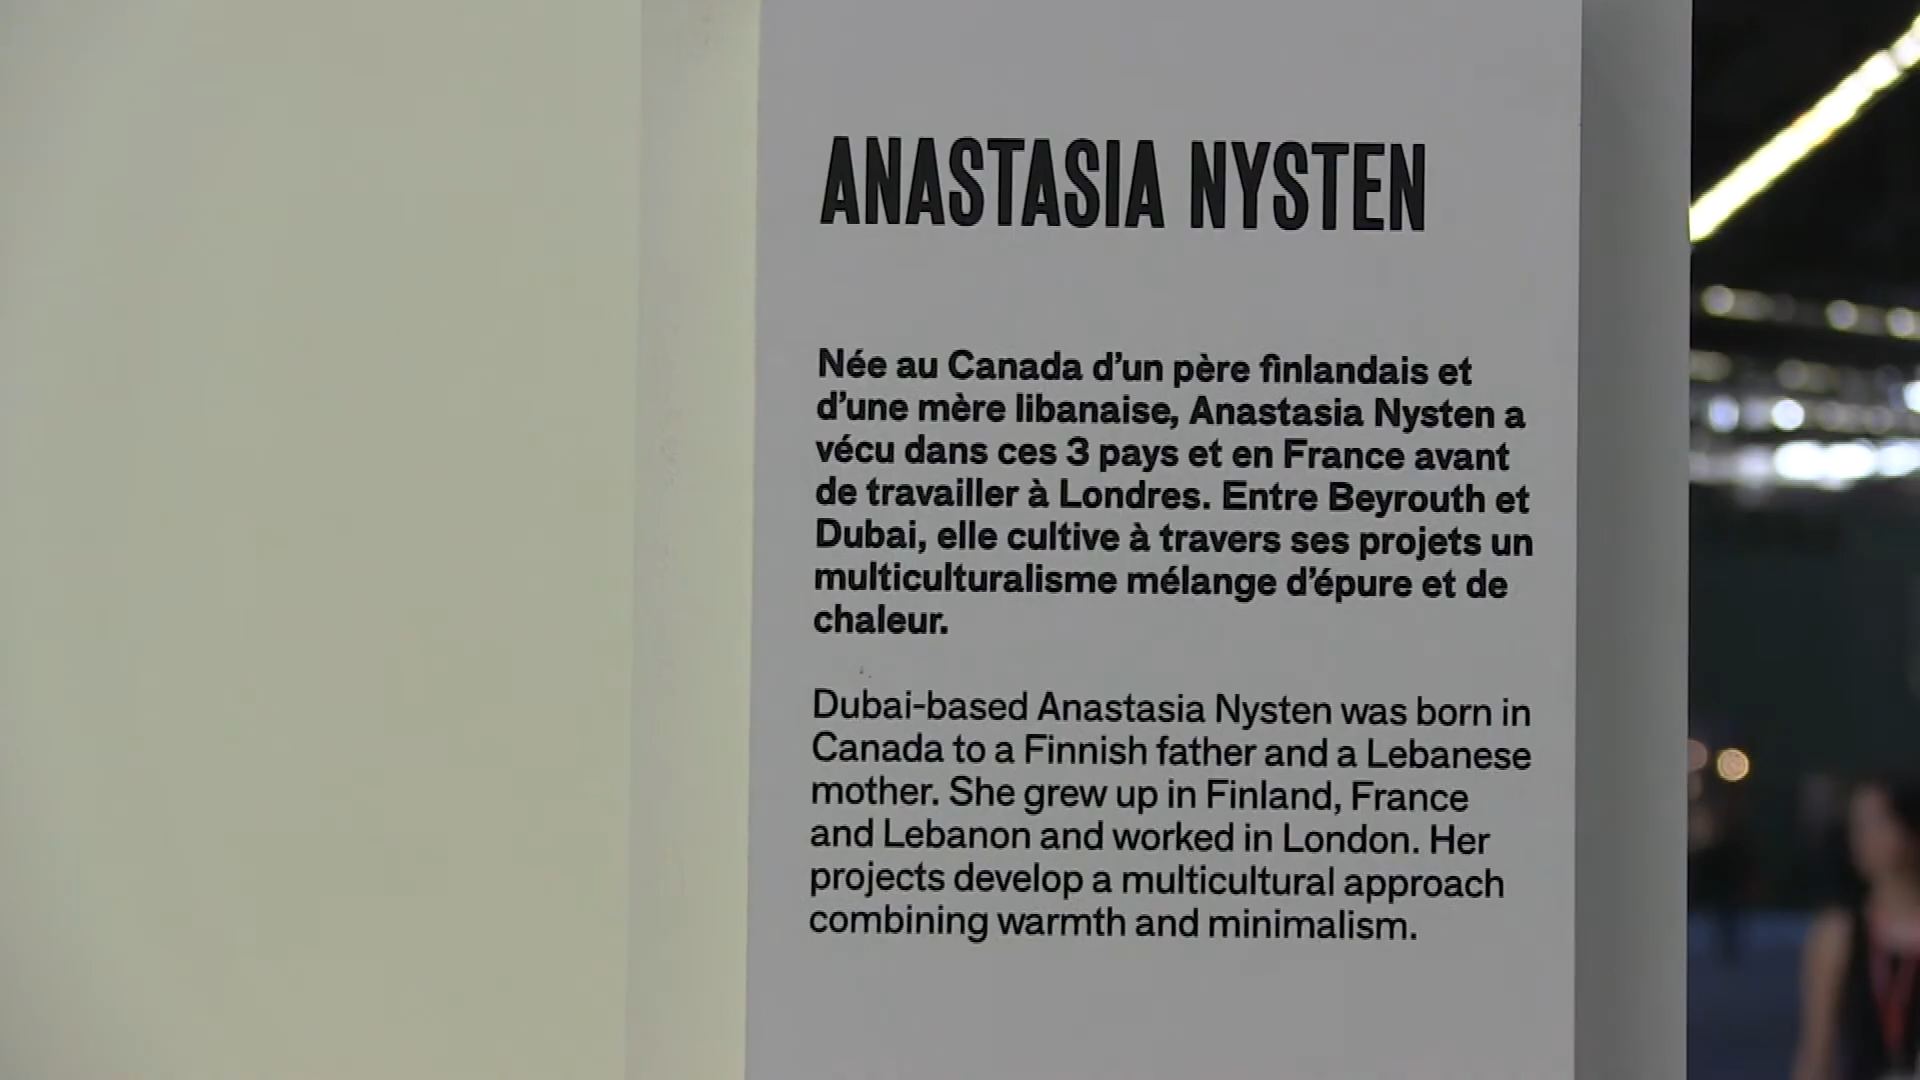 ANASTASIA NYSTEN
Née au Canada d’un père finlandais et
d’une mère libanaise, Anastasia Nysten a
vécu dans ces 3 pays et en France avant
de travailler à Londres. Entre Beyrouth et
Dubai, elle cultive à travers ses projets un
multiculturalisme mélange d’épure et de
chaleur.
Dubai-based Anastasia Nysten was born in
Canada to a Finnish father and a Lebanese
mother. She grew up in Finland, France
and Lebanon and worked in London. Her
projects develop a multicultural approach
combining warmth and minimalism.